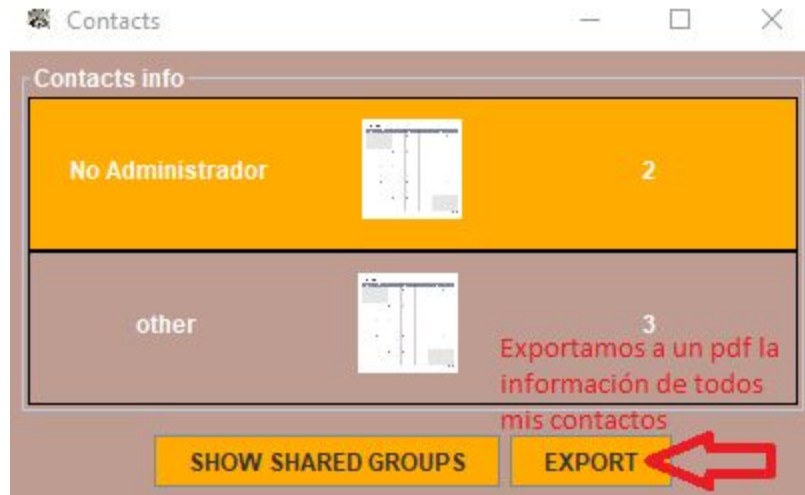 Contacts
Contacts info
No Administrador 2
other 3
Exportamos a un pdf la
información de todos
mis contactos
SHOW SHARED GROUPS EXPORT